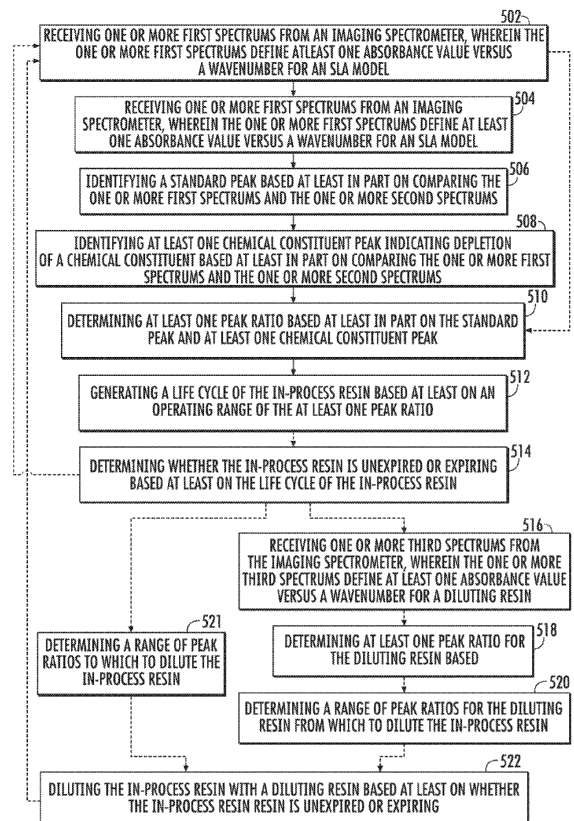 502
RECEIVING ONE OR MORE FIRST SPECTRUMS FROM AN IMAGING SPECTROMETER, WHEREIN THE
ONE OR MORE FIRST SPECTRUMS DEFINE ATLEAST ONE ABSORBANCE VALUE VERSUS
A WAVENUMBER FOR AN SLA MODEL
504
RECEIVING ONE OR MORE FIRST SPECTRUMS FROM AN IMAGING
SPECTROMETER, WHEREIN THE ONE OR MORE FIRST SPECTRUMS DEFINE AT LEAST
ONE ABSORBANCE VALUE VERSUS A WAVENUMBER FOR AN SLA MODEL
506
IDENTIFYING A STANDARD PEAK BASED AT LEAST IN PART ON COMPARING THE
ONE OR MORE FIRST SPECTRUMS AND THE ONE OR MORE SECOND SPECTRUMS
508
IDENTIFYING AT LEAST ONE CHEMICAL CONSTITUENT PEAK INDICATING DEPLETION
OF A CHEMICAL CONSTITUENT BASED AT LEAST IN PART ON COMPARING THE ONE OR MORE FIRST
SPECTRUMS AND THE ONE OR MORE SECOND SPECTRUMS
510
DETERMINING AT LEAST ONE PEAK RATIO BASED AT LEAST IN PART ON THE STANDARD
PEAK AND AT LEAST ONE CHEMICAL CONSTITUENT PEAK
512
GENERATING A LIFE CYCLE OF THE IN-PROCESS RESIN BASED AT LEAST ON AN
OPERATING RANGE OF THE AT LEAST ONE PEAK RATIO
514
DETERMINING WHETHER THE IN-PROCESS RESIN IS UNEXPIRED OR EXPIRING
BASED AT LEAST ON THE LIFE CYCLE OF THE IN-PROCESS RESIN
516
RECEIVING ONE OR MORE THIRD SPECTRUMS FROM
THE IMAGING SPECTROMETER, WHEREIN THE ONE OR MORE
THIRD SPECTRUMS DEFINE AT LEAST ONE ABSORBANCE VALUE
VERSUS A WAVENUMBER FOR A DILUTING RESIN
518
DETERMINING AT LEAST ONE PEAK RATIO FOR
THE DILUTING RESIN BASED
520
DETERMINING A RANGE OF PEAK RATIOS FOR THE DILUTING
RESIN FROM WHICH TO DILUTE THE IN-PROCESS RESIN
521
DETERMINING A RANGE OF PEAK
RATIOS TO WHICH TO DILUTE THE
IN-PROCESS RESIN
522
DILUTING THE IN-PROCESS RESIN WITH A DILUTING RESIN BASED AT LEAST ON WHETHER
THE IN-PROCESS RESIN RESIN IS UNEXPIRED OR EXPIRING